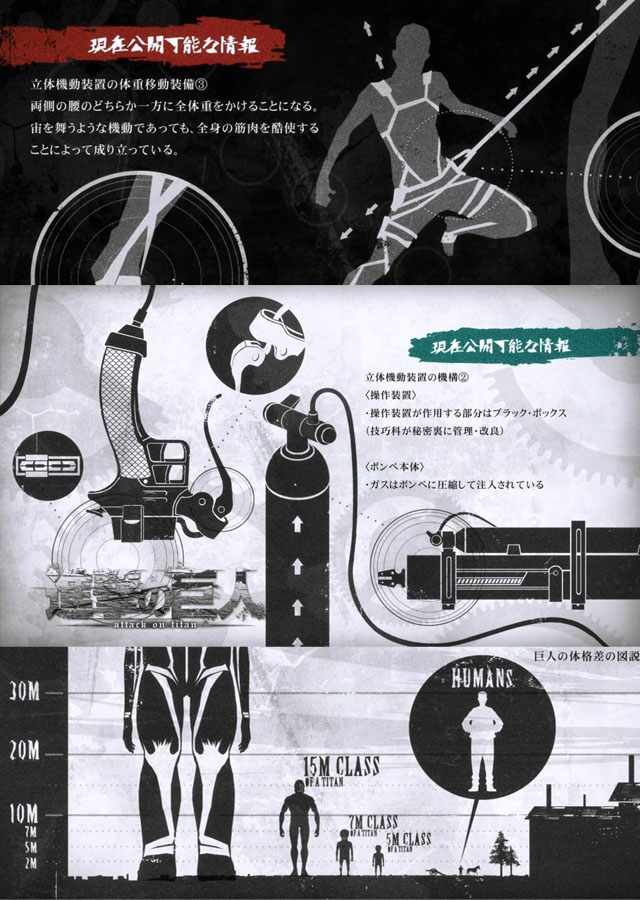 現在公開可能な情報
立体機動装置の体重移動装備③
両側の腰のどちらか一方に全体重をかけることになる。
宙を舞うような機動であっても、全身の筋肉を酷使する
ことによって成り立っている。
現在公開可能な情報
立体機動装置の機構②
〈操作装置〉
・操作装置が作用する部分はブラック・ボックス
(技巧科が秘密裏に管理・改良)
〈ボンベ本体〉
・ガスはボンベに圧縮して注入されている
進撃の巨人
attack on titan
巨人の体格差の図説
HUMANS
30M
20M
15M CLASS
OF A TITAN
10M
7M CLASS
OF A TITAN
7M
5M CLASS
OF A TITAN
5M
2M